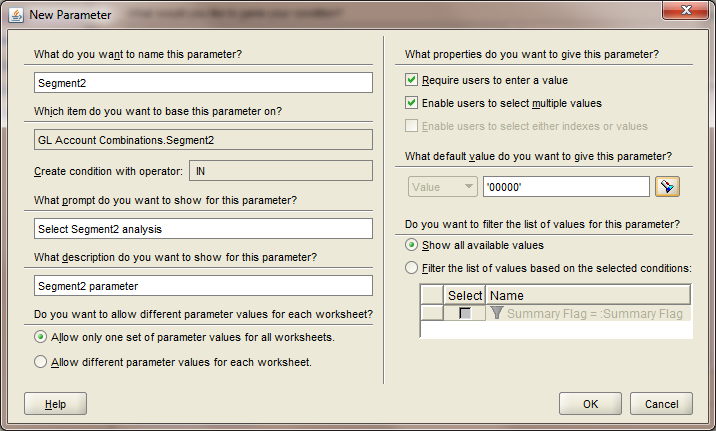 New Parameter
What do you want to name this parameter?
Segment2
Which item do you want to base this parameter on?
GL Account Combinations.Segment2
Create condition with operator: IN
What prompt do you want to show for this parameter?
Select Segment2 analysis
What description do you want to show for this parameter?
Segment2 parameter
Do you want to allow different parameter values for each worksheet?
Allow only one set of parameter values for all worksheets.
Allow different parameter values for each worksheet.
What properties do you want to give this parameter?
Require users to enter a value
Enable users to select multiple values
Enable users to select either indexes or values
What default value do you want to give this parameter?
Value '00000'
Do you want to filter the list of values for this parameter?
Show all available values
Filter the list of values based on the selected conditions:
Select Name
Summary Flag = :Summary Flag
Help OK Cancel